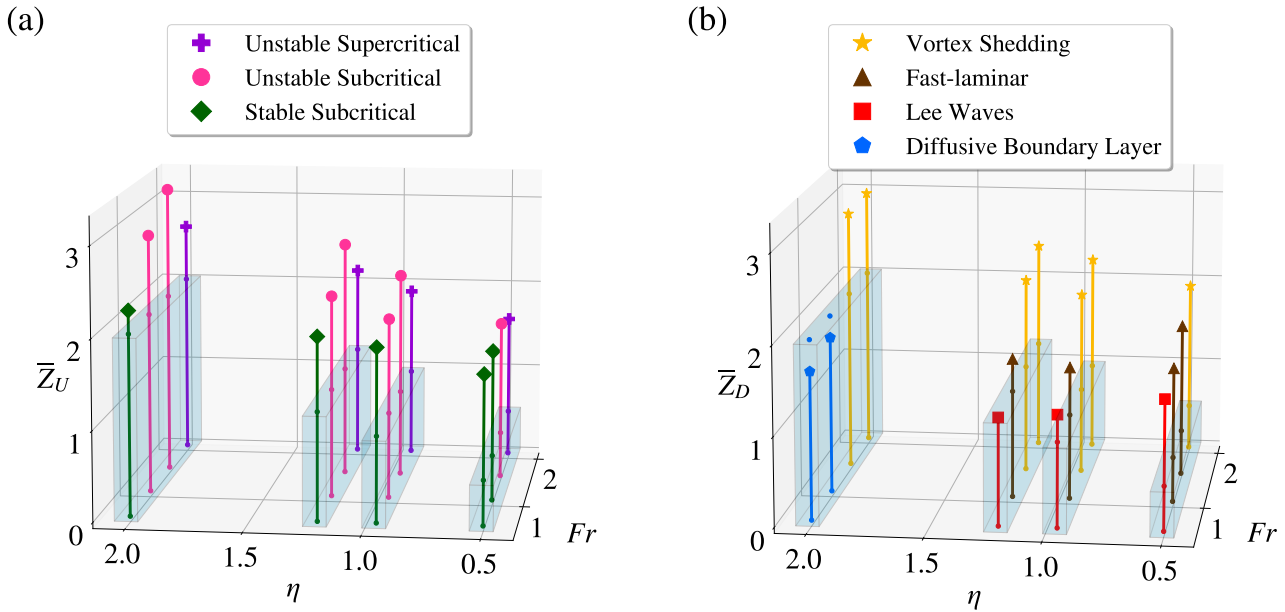 (a)
Unstable Supercritical
Unstable Subcritical
Stable Subcritical
3
2
1
0
Z̅_U
2.0
1.5
1.0
0.5
η
1
2
Fr
(b)
Vortex Shedding
Fast-laminar
Lee Waves
Diffusive Boundary Layer
3
2
1
0
Z̅_D
2.0
1.5
1.0
0.5
η
1
2
Fr